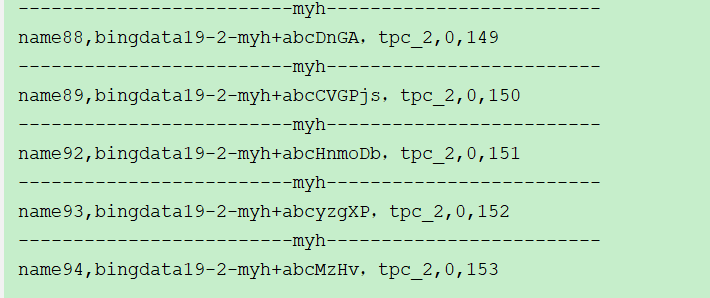 -------------------------myh-------------------------
name88,bingdata19-2-myh+abcDnGA，tpc_2,0,149
-------------------------myh-------------------------
name89,bingdata19-2-myh+abcCVGPjs，tpc_2,0,150
-------------------------myh-------------------------
name92,bingdata19-2-myh+abcHnmoDb，tpc_2,0,151
-------------------------myh-------------------------
name93,bingdata19-2-myh+abcyzgXP，tpc_2,0,152
-------------------------myh-------------------------
name94,bingdata19-2-myh+abcMzHv，tpc_2,0,153